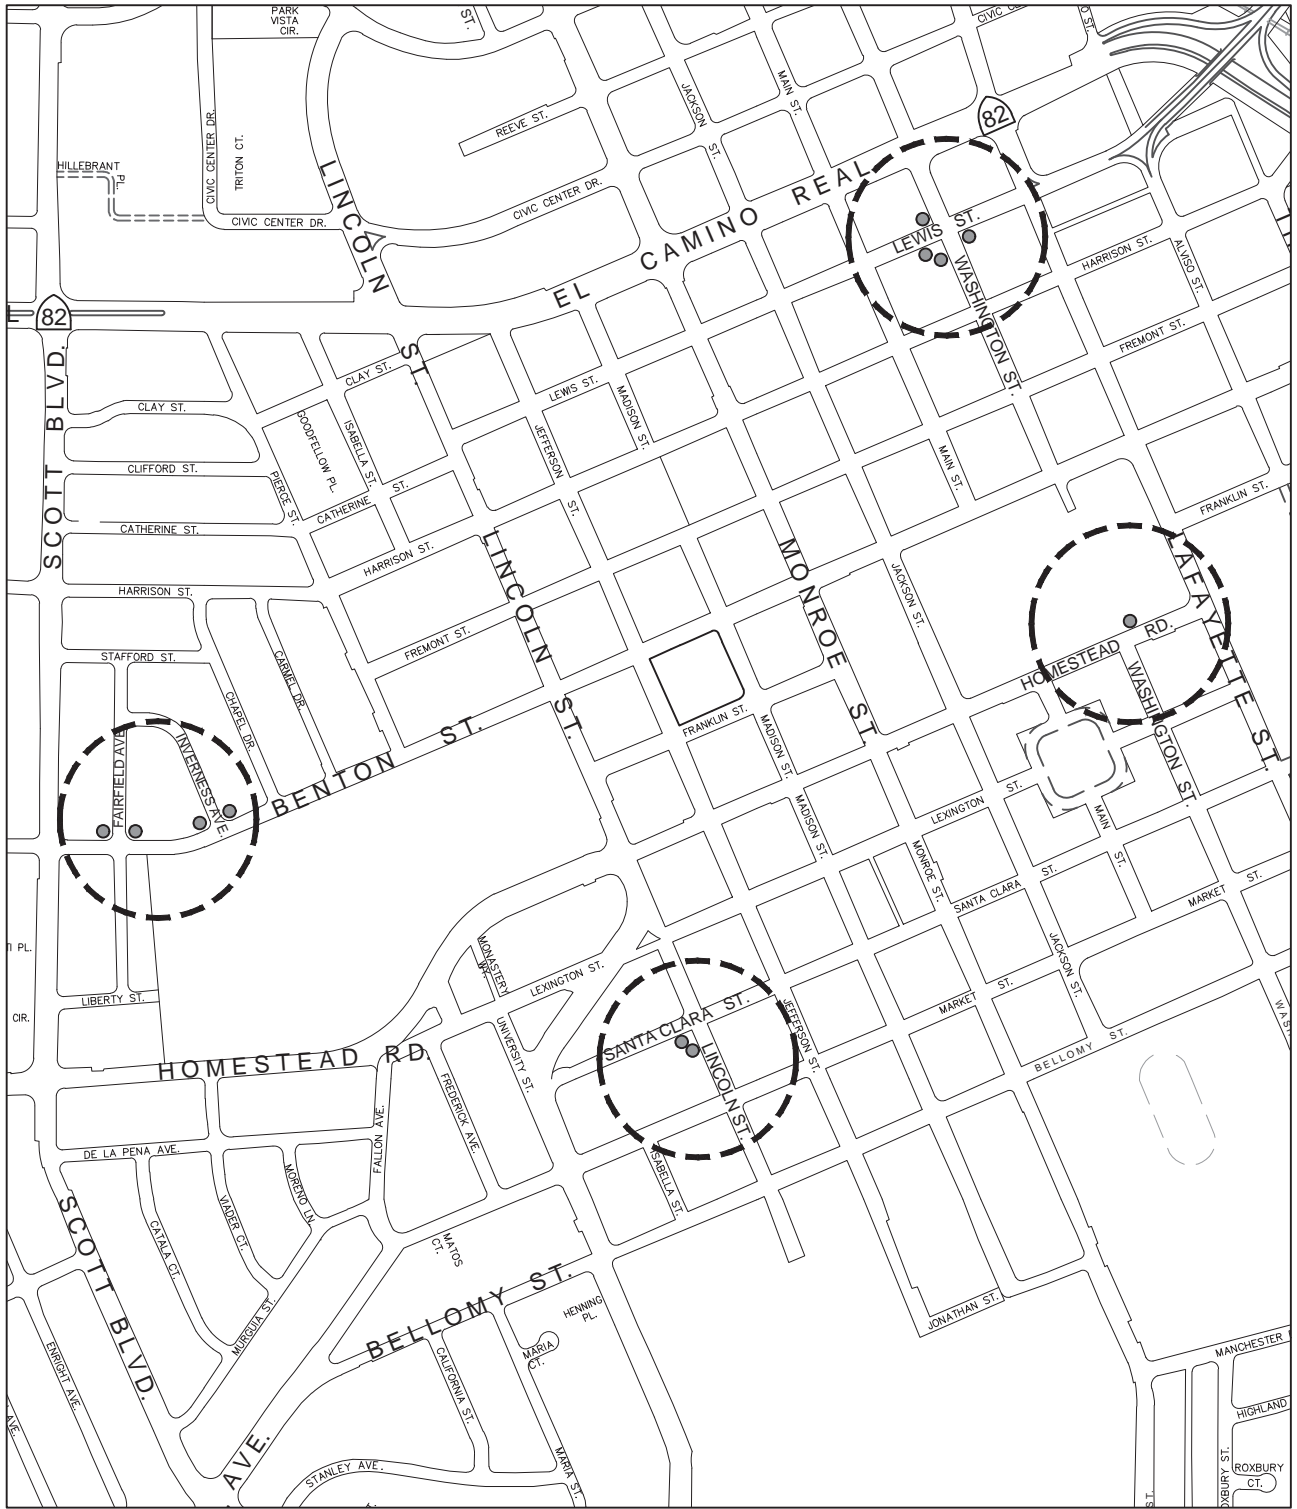 PARK
VISTA
CIR.
ST.
CIVIC
MAIN ST.
JACKSON
ST.
82
REEVE ST.
CIVIC CENTER DR.
TRITON CT.
HILLEBRANT
PL.
LINCOLN
CIVIC CENTER DR.
CIVIC CENTER DR.
EL CAMINO REAL
LEWIS ST.
WASHINGTON ST.
HARRISON ST.
ALVISO ST.
FREMONT ST.
82
SCOTT BLVD.
ST.
CLAY ST.
CLAY ST.
LEWIS ST.
MADISON ST.
GOODFELLOW PL.
ISABELLA ST.
JEFFERSON
ST.
MAIN ST.
CLIFFORD ST.
PIERCE ST.
CATHERINE ST.
CATHERINE ST.
FRANKLIN ST.
HARRISON ST.
HARRISON ST.
LINCOLN
ST.
MONROE
ST.
JACKSON ST.
LAFAYETTE ST.
FREMONT ST.
STAFFORD ST.
CARMEL DR.
CHAPEL DR.
HOMESTEAD RD.
WASHINGTON ST.
FRANKLIN ST.
MADISON ST.
BENTON ST.
FAIRFIELD AVE.
INVERNESS AVE.
MADISON ST.
LEXINGTON ST.
MAIN
ST.
MONROE ST.
SANTA CLARA ST.
MARKET ST.
TI PL.
MONASTERY
WY.
LEXINGTON ST.
JACKSON ST.
LIBERTY ST.
CIR.
MARKET ST.
SANTA CLARA ST.
JEFFERSON ST.
LINCOLN ST.
UNIVERSITY ST.
BELLOMY ST.
HOMESTEAD RD.
FREDERICK AVE.
FALLON AVE.
DE LA PENA AVE.
MORENO LN.
VIADER CT.
CATALA CT.
ISABELLA ST.
SCOTT BLVD.
MATOS
CT.
MURGUIA ST.
BELLOMY ST.
HENNING
PL.
JONATHAN ST.
MARIA
CT.
MANCHESTER
ENRIGHT AVE.
CALIFORNIA ST.
HIGHLAND
AVE.
AVE.
STANLEY AVE.
MARIA ST.
ROXBURY
CT.
ST.